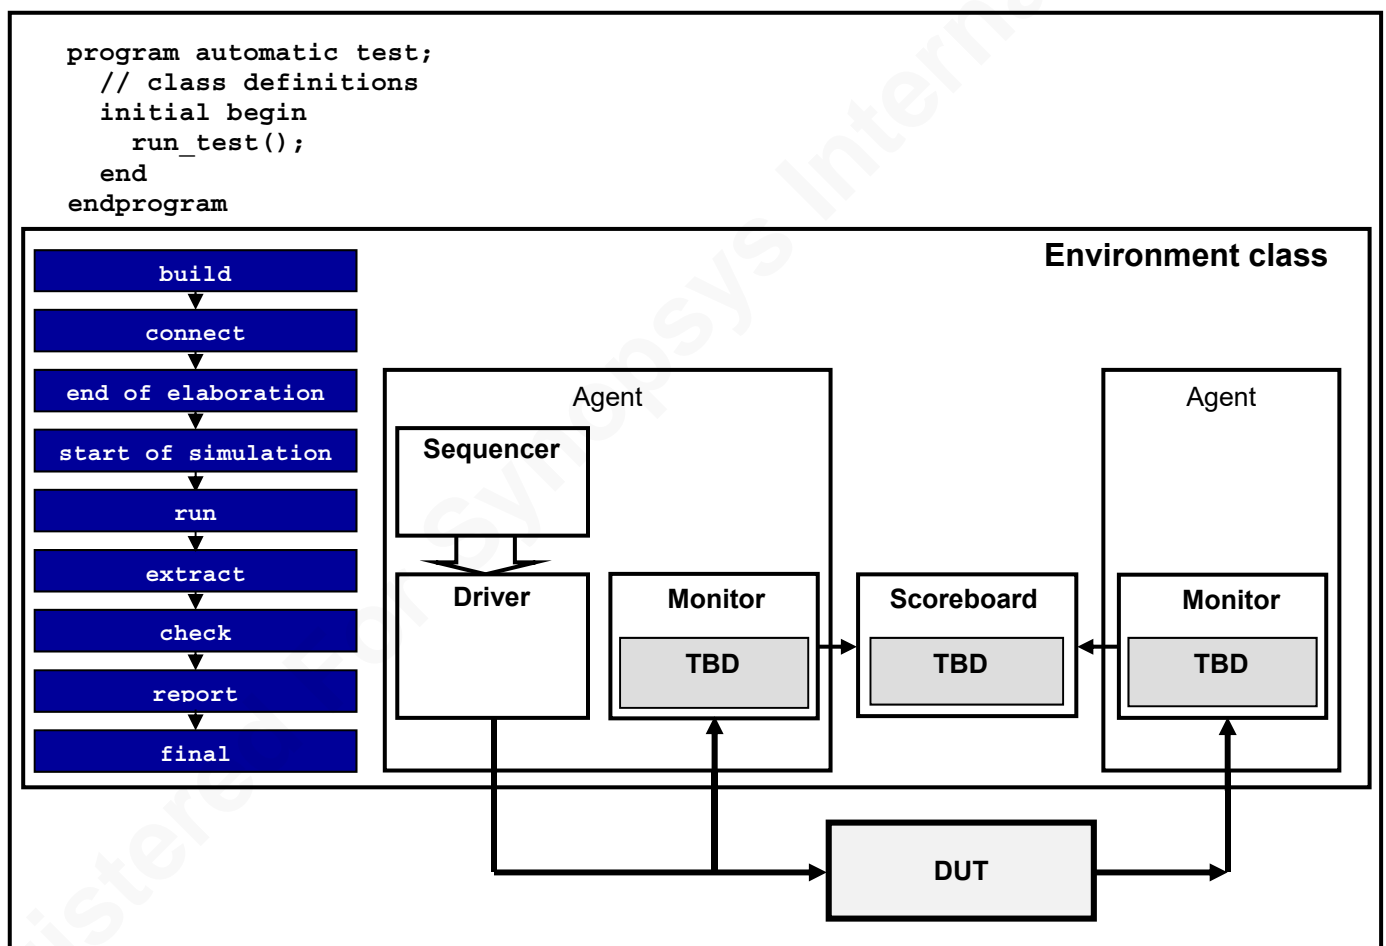 program automatic test;
// class definitions
initial begin
run_test();
end
endprogram
Environment class
build
connect
end of elaboration
start of simulation
run
extract
check
report
final
Agent
Sequencer
Driver
Monitor
TBD
Scoreboard
TBD
Agent
Monitor
TBD
DUT